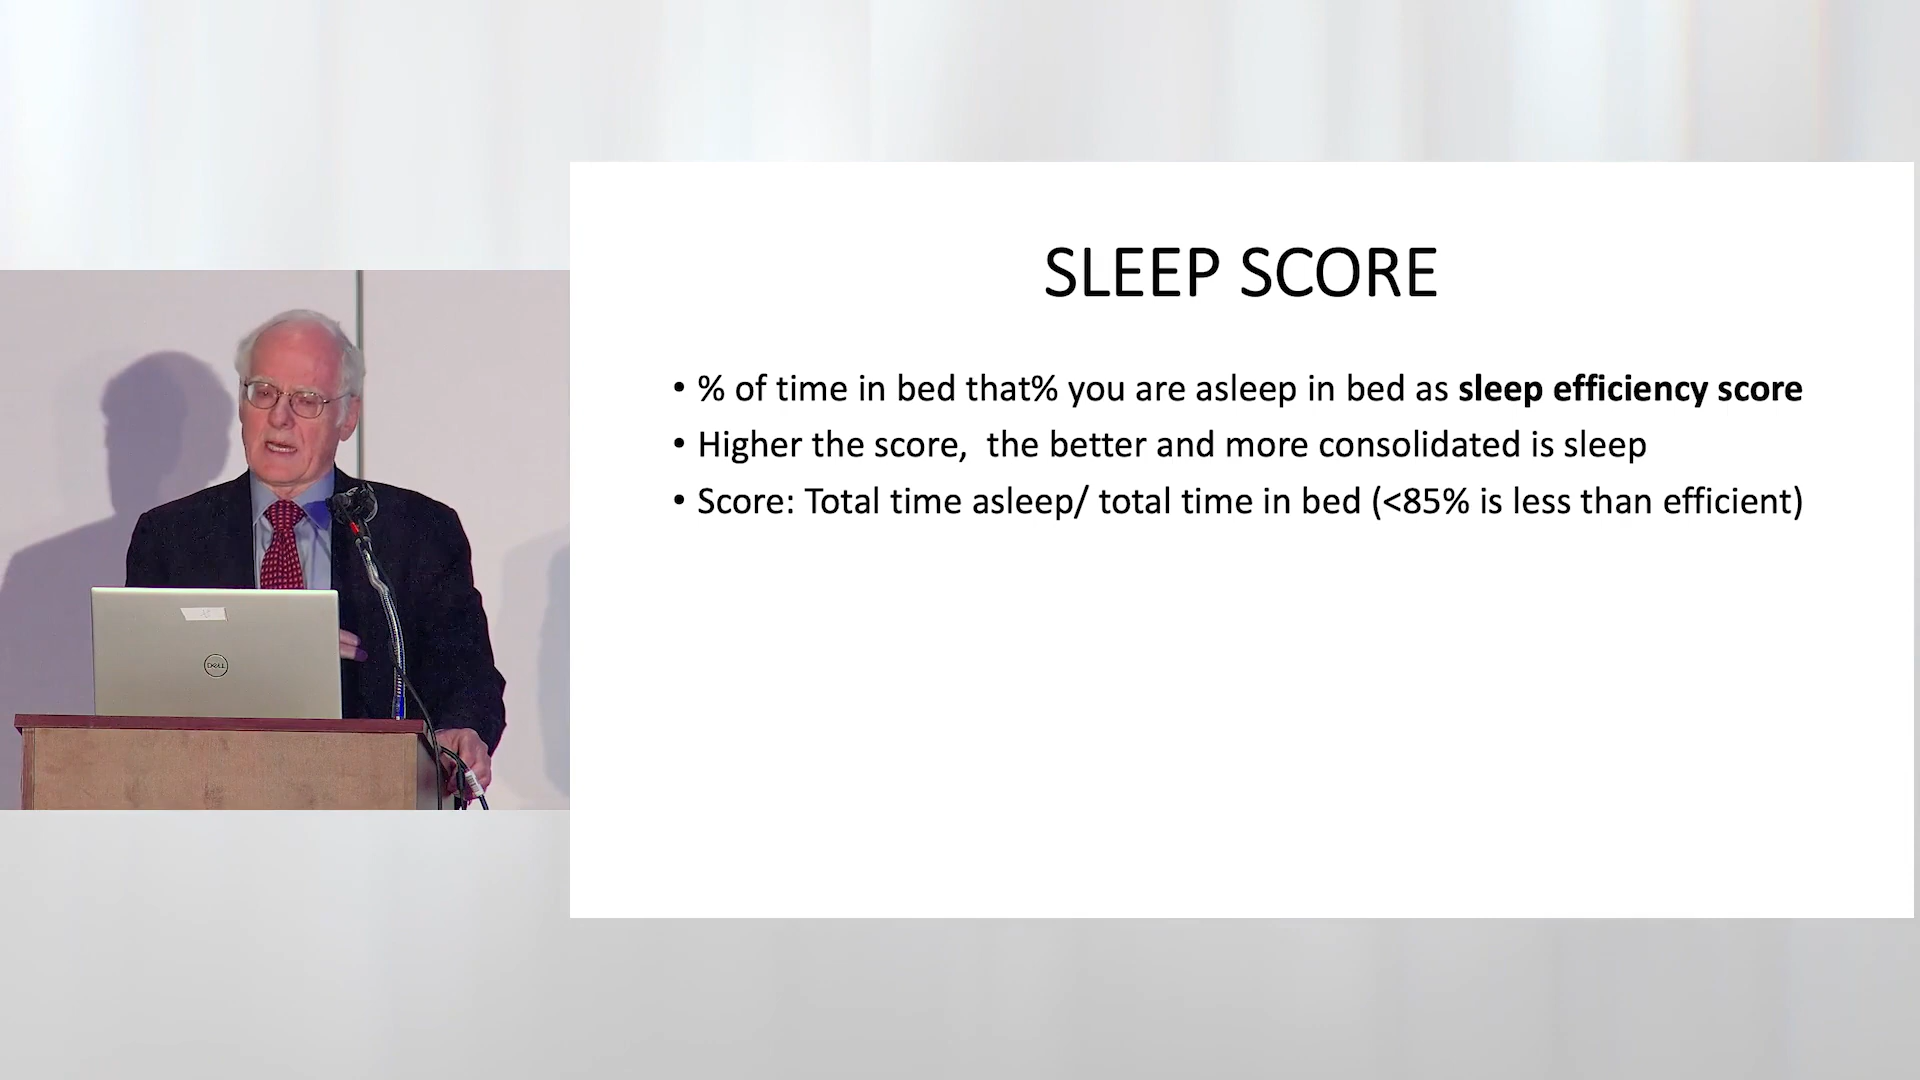 SLEEP SCORE
• % of time in bed that% you are asleep in bed as sleep efficiency score
• Higher the score,  the better and more consolidated is sleep
• Score: Total time asleep/ total time in bed (<85% is less than efficient)
DELL